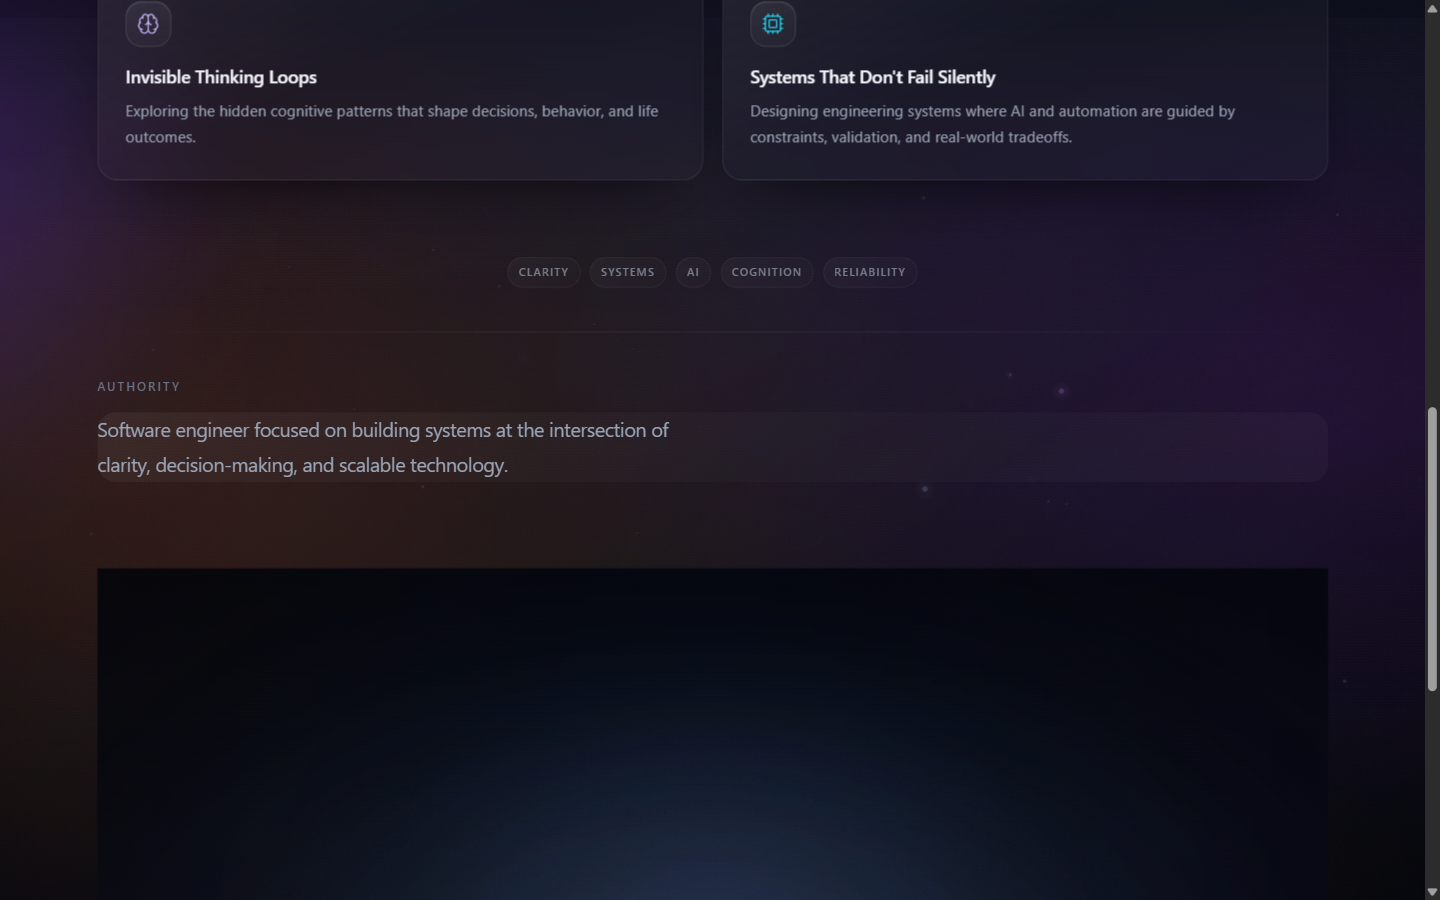 Invisible Thinking Loops
Exploring the hidden cognitive patterns that shape decisions, behavior, and life
outcomes.
Systems That Don't Fail Silently
Designing engineering systems where AI and automation are guided by
constraints, validation, and real-world tradeoffs.
CLARITY
SYSTEMS
AI
COGNITION
RELIABILITY
AUTHORITY
Software engineer focused on building systems at the intersection of
clarity, decision-making, and scalable technology.